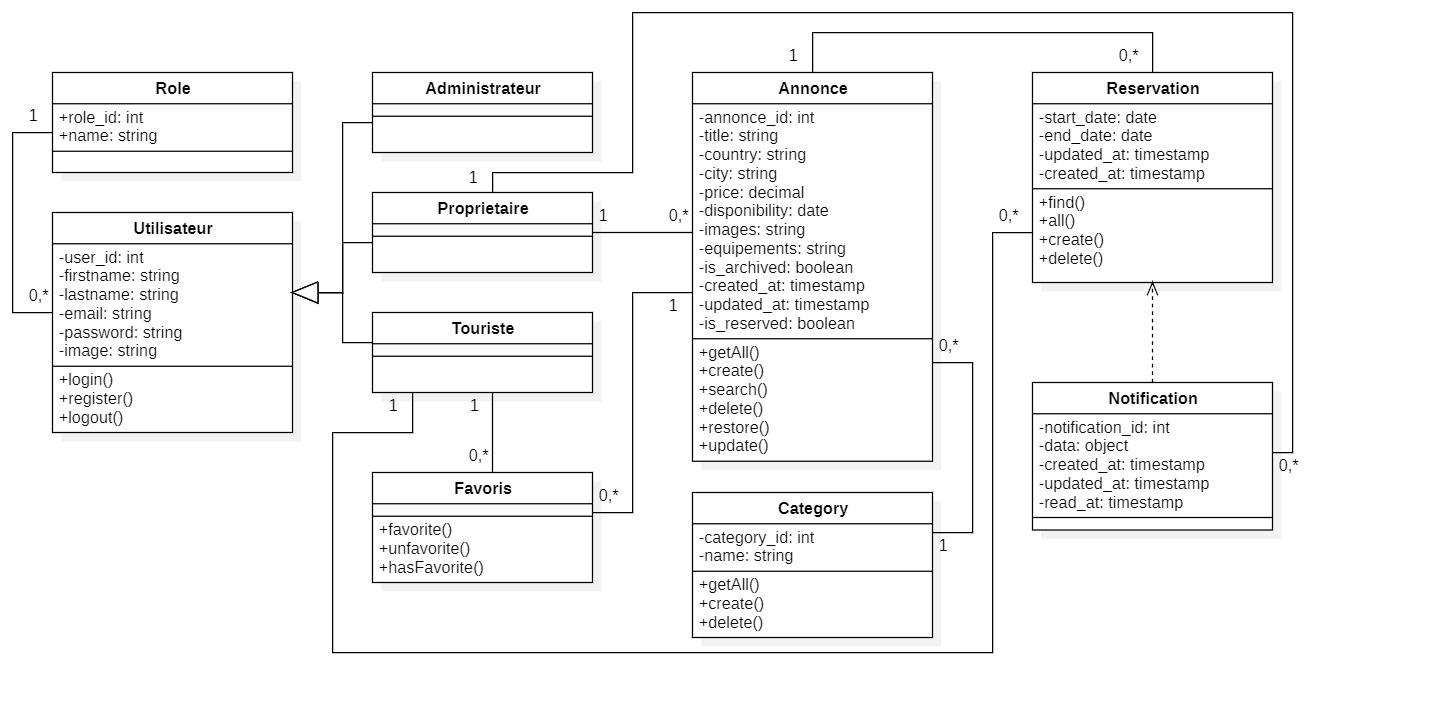 Role
+role_id: int
+name: string
1
0,*
Utilisateur
-user_id: int
-firstname: string
-lastname: string
-email: string
-password: string
-image: string
+login()
+register()
+logout()
Administrateur
1
Proprietaire
1
0,*
Touriste
1
1
0,*
Favoris
+favorite()
+unfavorite()
+hasFavorite()
0,*
1
1
0,*
Annonce
-annonce_id: int
-title: string
-country: string
-city: string
-price: decimal
-disponibility: date
-images: string
-equipements: string
-is_archived: boolean
-created_at: timestamp
-updated_at: timestamp
-is_reserved: boolean
+getAll()
+create()
+search()
+delete()
+restore()
+update()
0,*
1
Category
-category_id: int
-name: string
+getAll()
+create()
+delete()
Reservation
-start_date: date
-end_date: date
-updated_at: timestamp
-created_at: timestamp
+find()
+all()
+create()
+delete()
0,*
Notification
-notification_id: int
-data: object
-created_at: timestamp
-updated_at: timestamp
-read_at: timestamp
0,*